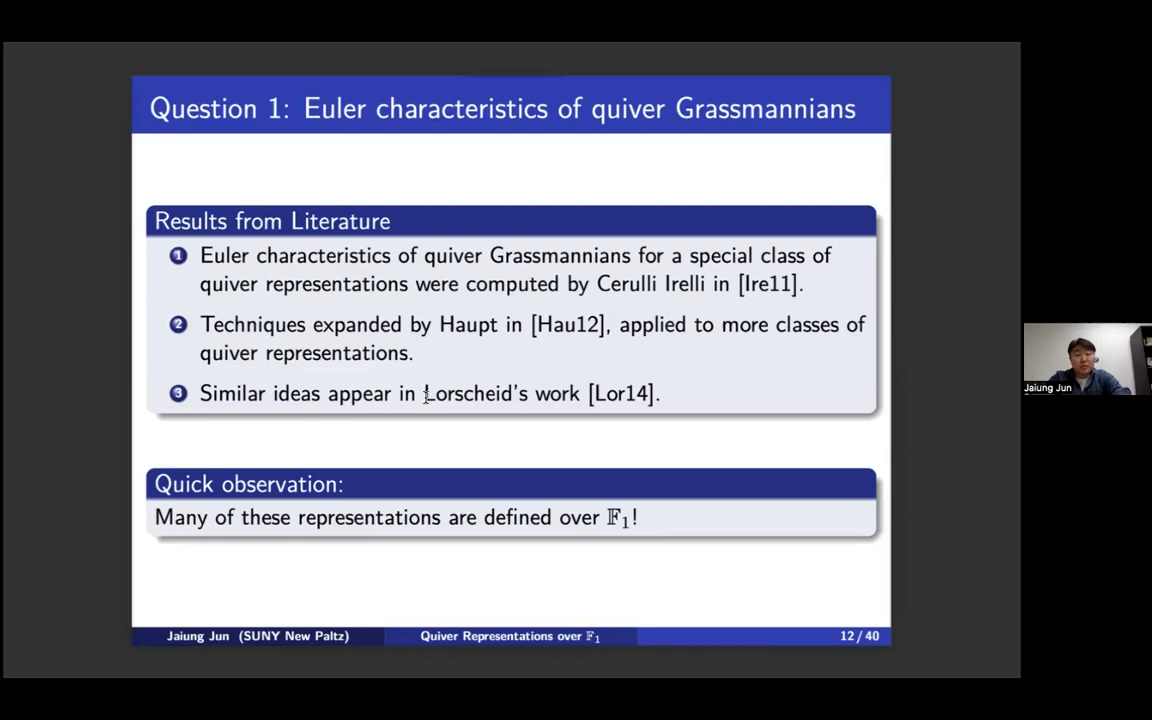 Question 1: Euler characteristics of quiver Grassmannians
Results from Literature
1 Euler characteristics of quiver Grassmannians for a special class of
quiver representations were computed by Cerulli Irelli in [Ire11].
2 Techniques expanded by Haupt in [Hau12], applied to more classes of
quiver representations.
3 Similar ideas appear in Lorscheid's work [Lor14].
Quick observation:
Many of these representations are defined over 𝔽₁!
Jaiung Jun (SUNY New Paltz) Quiver Representations over 𝔽₁ 12 / 40
Jaiung Jun